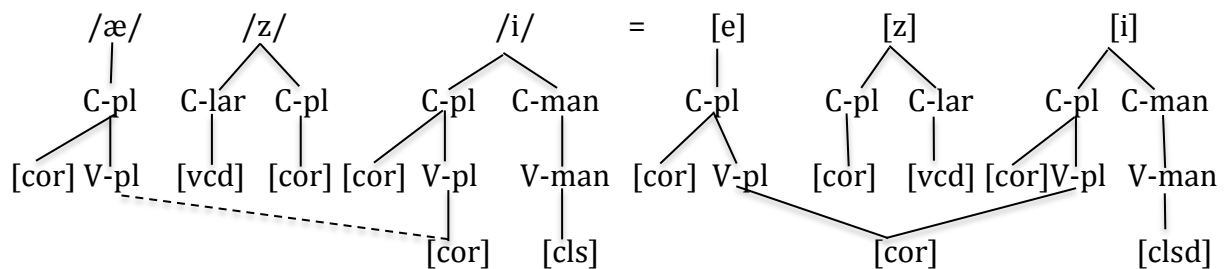 /æ/ /z/ /i/ = [e] [z] [i]
C-pl C-lar C-pl C-pl C-man C-pl C-pl C-lar C-pl C-man
[cor] V-pl [vcd] [cor] [cor] V-pl V-man [cor] V-pl [cor] [vcd] [cor] V-pl V-man
[cor] [cls] [cor] [clsd]